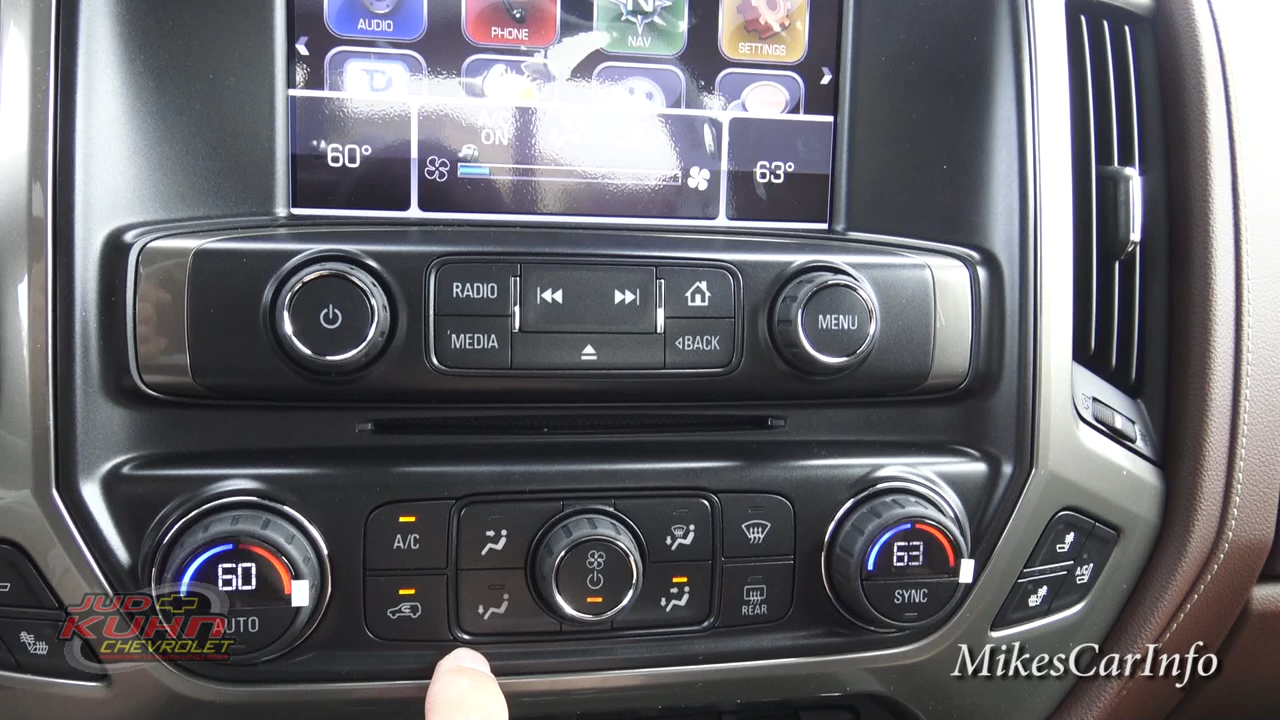 AUDIO
PHONE
N
NAV
SETTINGS
60°
A/C
ON
63°
RADIO
MEDIA
BACK
MENU
A/C
60
AUTO
REAR
63
SYNC
A/C
JUD
KUHN
CHEVROLET
MikesCarInfo